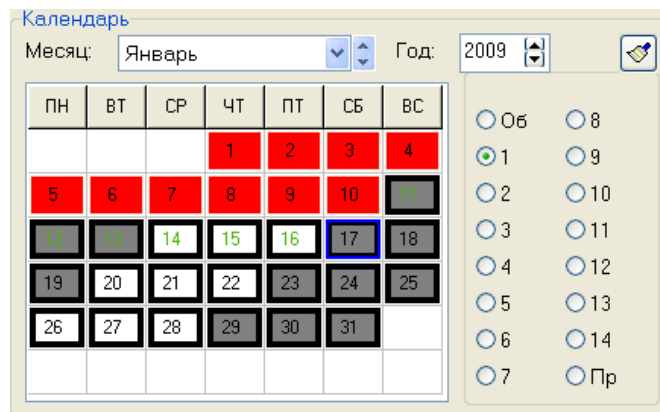 Календарь
Месяц: Январь Год: 2009
ПН ВТ СР ЧТ ПТ СБ ВС
1 2 3 4
5 6 7 8 9 10 11
12 13 14 15 16 17 18
19 20 21 22 23 24 25
26 27 28 29 30 31
Об 8
1 9
2 10
3 11
4 12
5 13
6 14
7 Пр